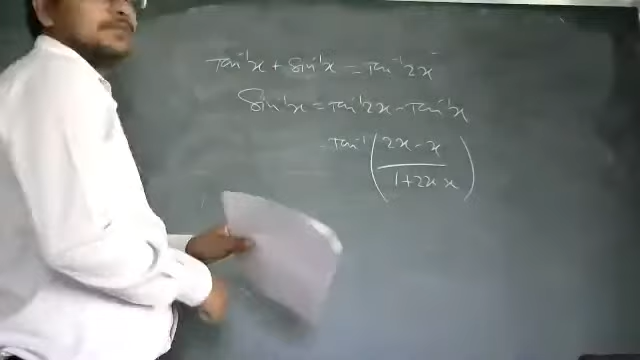 Tan⁻¹x + Sin⁻¹x = Tan⁻¹2x
Sin⁻¹x = Tan⁻¹2x - Tan⁻¹x
Tan⁻¹(2x - x / 1 + 2x x)